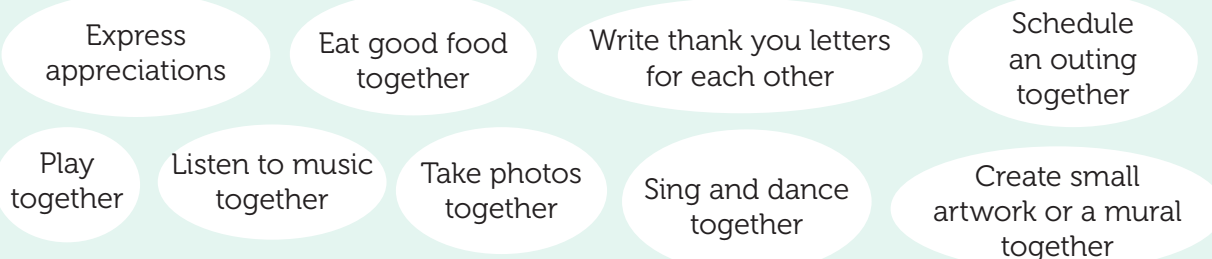 Express
appreciations
Eat good food
together
Write thank you letters
for each other
Schedule
an outing
together
Play
together
Listen to music
together
Take photos
together
Sing and dance
together
Create small
artwork or a mural
together